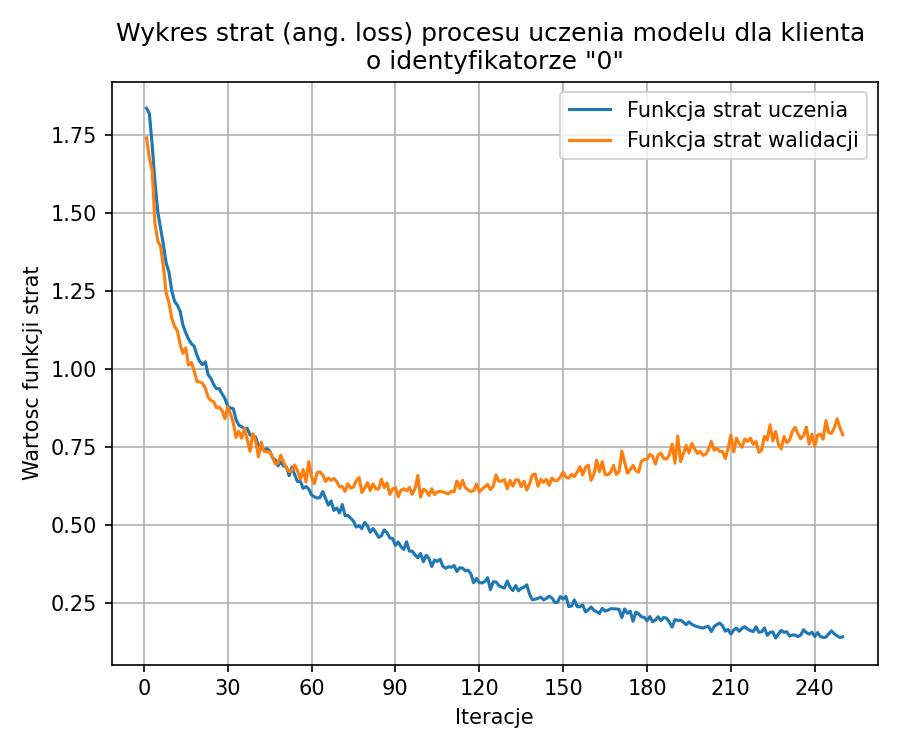 Wykres strat (ang. loss) procesu uczenia modelu dla klienta
o identyfikatorze "0"
Funkcja strat uczenia
Funkcja strat walidacji
Wartosc funkcji strat
1.75
1.50
1.25
1.00
0.75
0.50
0.25
0 30 60 90 120 150 180 210 240
Iteracje